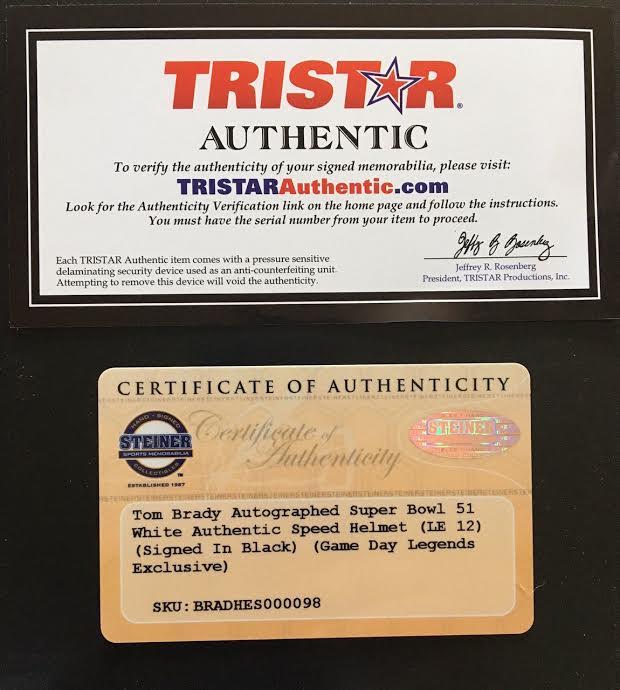 TRISTAR®
AUTHENTIC
To verify the authenticity of your signed memorabilia, please visit:
TRISTARAuthentic.com
Look for the Authenticity Verification link on the home page and follow the instructions.
You must have the serial number from your item to proceed.
Each TRISTAR Authentic item comes with a pressure sensitive
delaminating security device used as an anti-counterfeiting unit.
Attempting to remove this device will void the authenticity.
Jeffrey R. Rosenberg
President, TRISTAR Productions, Inc.
CERTIFICATE OF AUTHENTICITY
HAND-SIGNED
STEINER
SPORTS MEMORABILIA
COLLECTIBLES
TM
ESTABLISHED 1987
Certificate of
Authenticity
STEINER
Tom Brady Autographed Super Bowl 51
White Authentic Speed Helmet (LE 12)
(Signed In Black) (Game Day Legends
Exclusive)
SKU: BRADHES000098